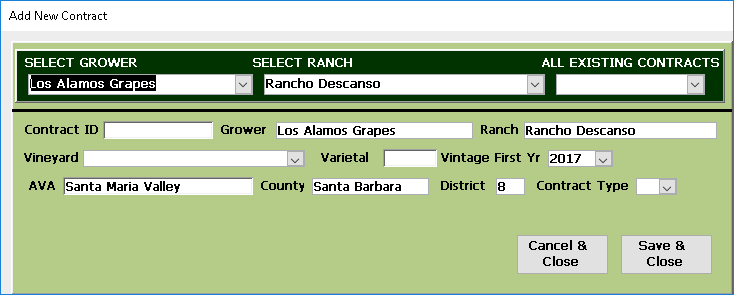 Add New Contract
SELECT GROWER SELECT RANCH ALL EXISTING CONTRACTS
Los Alamos Grapes Rancho Descanso
Contract ID Grower Los Alamos Grapes Ranch Rancho Descanso
Vineyard Varietal Vintage First Yr 2017
AVA Santa Maria Valley County Santa Barbara District 8 Contract Type
Cancel & Save &
Close Close